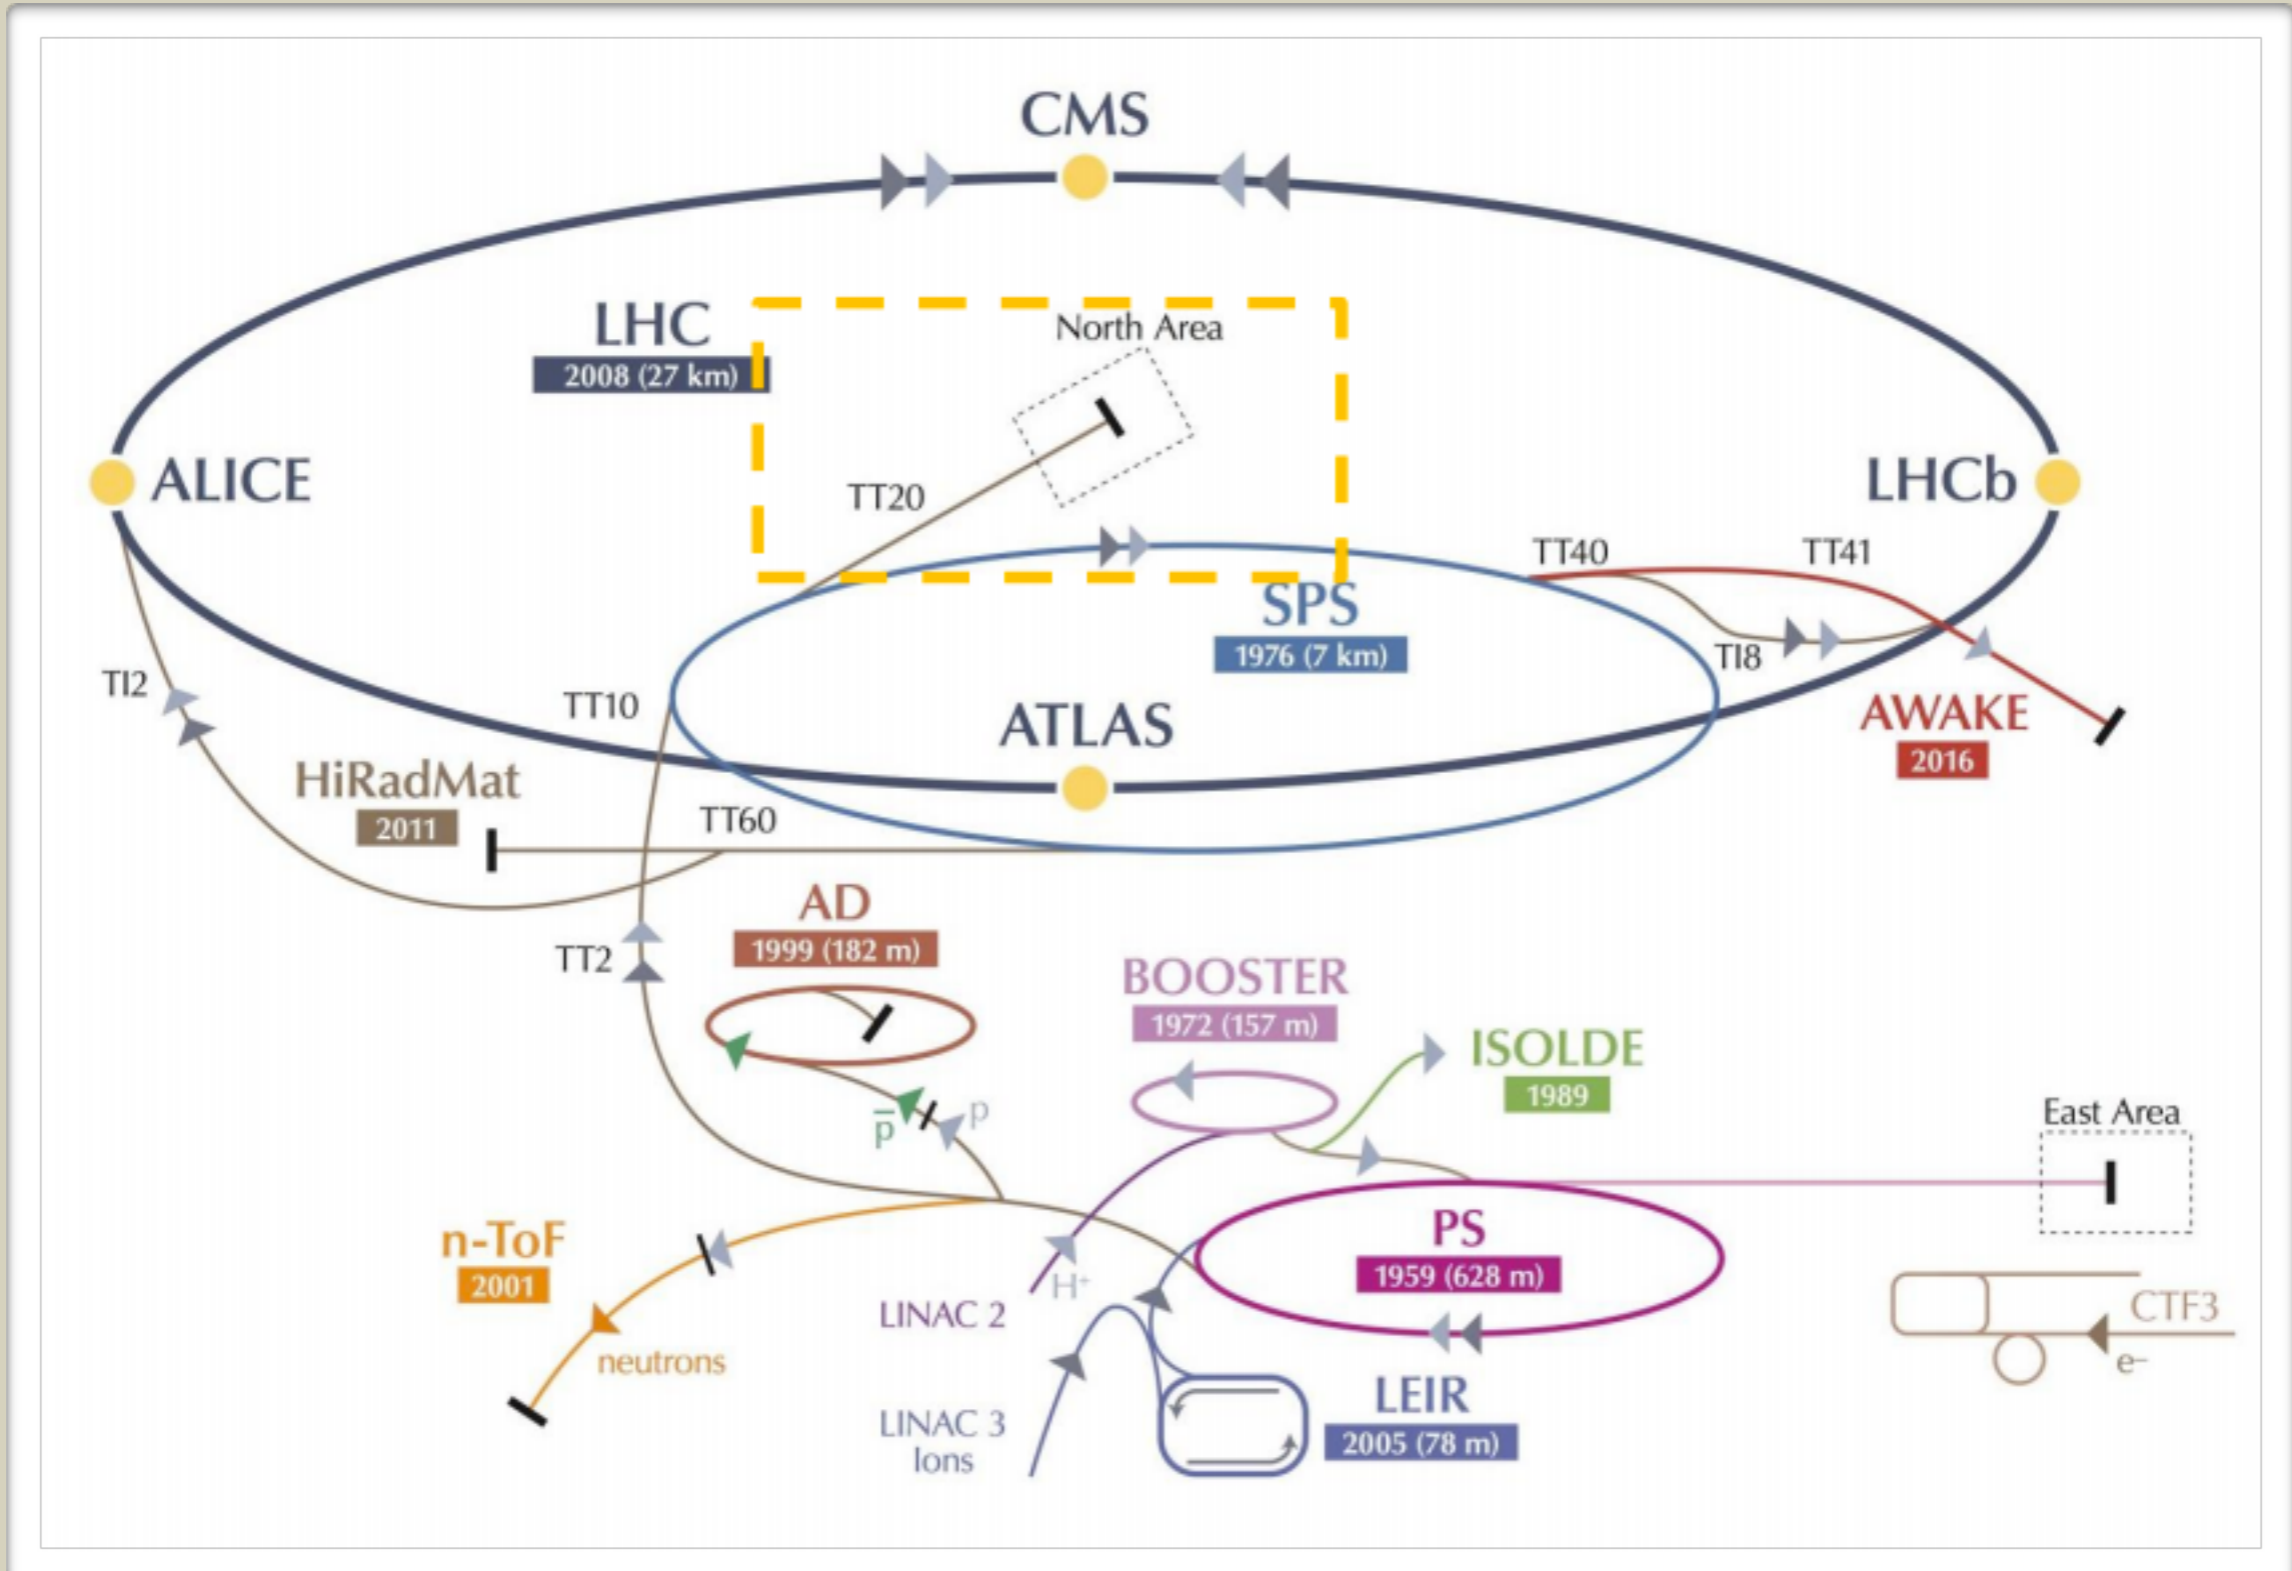 CMS
LHC
2008 (27 km)
North Area
ALICE
TT20
LHCb
TT40
TT41
SPS
1976 (7 km)
TI8
TI2
TT10
ATLAS
AWAKE
2016
HiRadMat
2011
TT60
AD
1999 (182 m)
TT2
BOOSTER
1972 (157 m)
ISOLDE
1989
p̅
p
East Area
n-ToF
2001
PS
1959 (628 m)
H⁺
LINAC 2
neutrons
CTF3
e⁻
LEIR
2005 (78 m)
LINAC 3
Ions